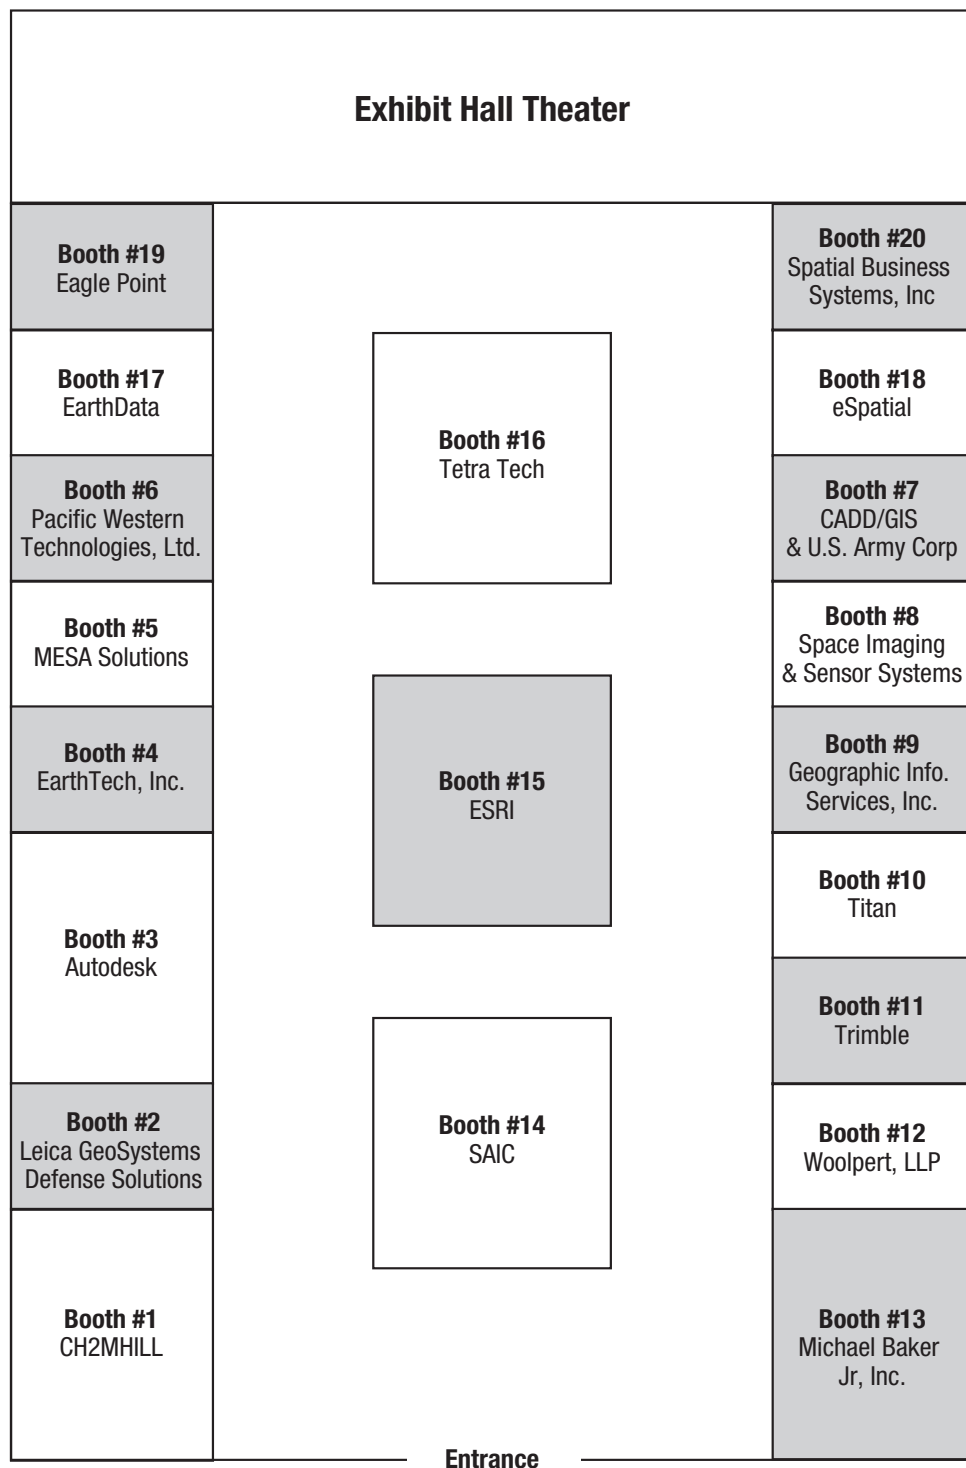 Exhibit Hall Theater
Booth #19
Eagle Point
Booth #20
Spatial Business
Systems, Inc
Booth #17
EarthData
Booth #16
Tetra Tech
Booth #18
eSpatial
Booth #6
Pacific Western
Technologies, Ltd.
Booth #7
CADD/GIS
& U.S. Army Corp
Booth #5
MESA Solutions
Booth #8
Space Imaging
& Sensor Systems
Booth #4
EarthTech, Inc.
Booth #15
ESRI
Booth #9
Geographic Info.
Services, Inc.
Booth #3
Autodesk
Booth #10
Titan
Booth #11
Trimble
Booth #2
Leica GeoSystems
Defense Solutions
Booth #14
SAIC
Booth #12
Woolpert, LLP
Booth #1
CH2MHILL
Booth #13
Michael Baker
Jr, Inc.
Entrance